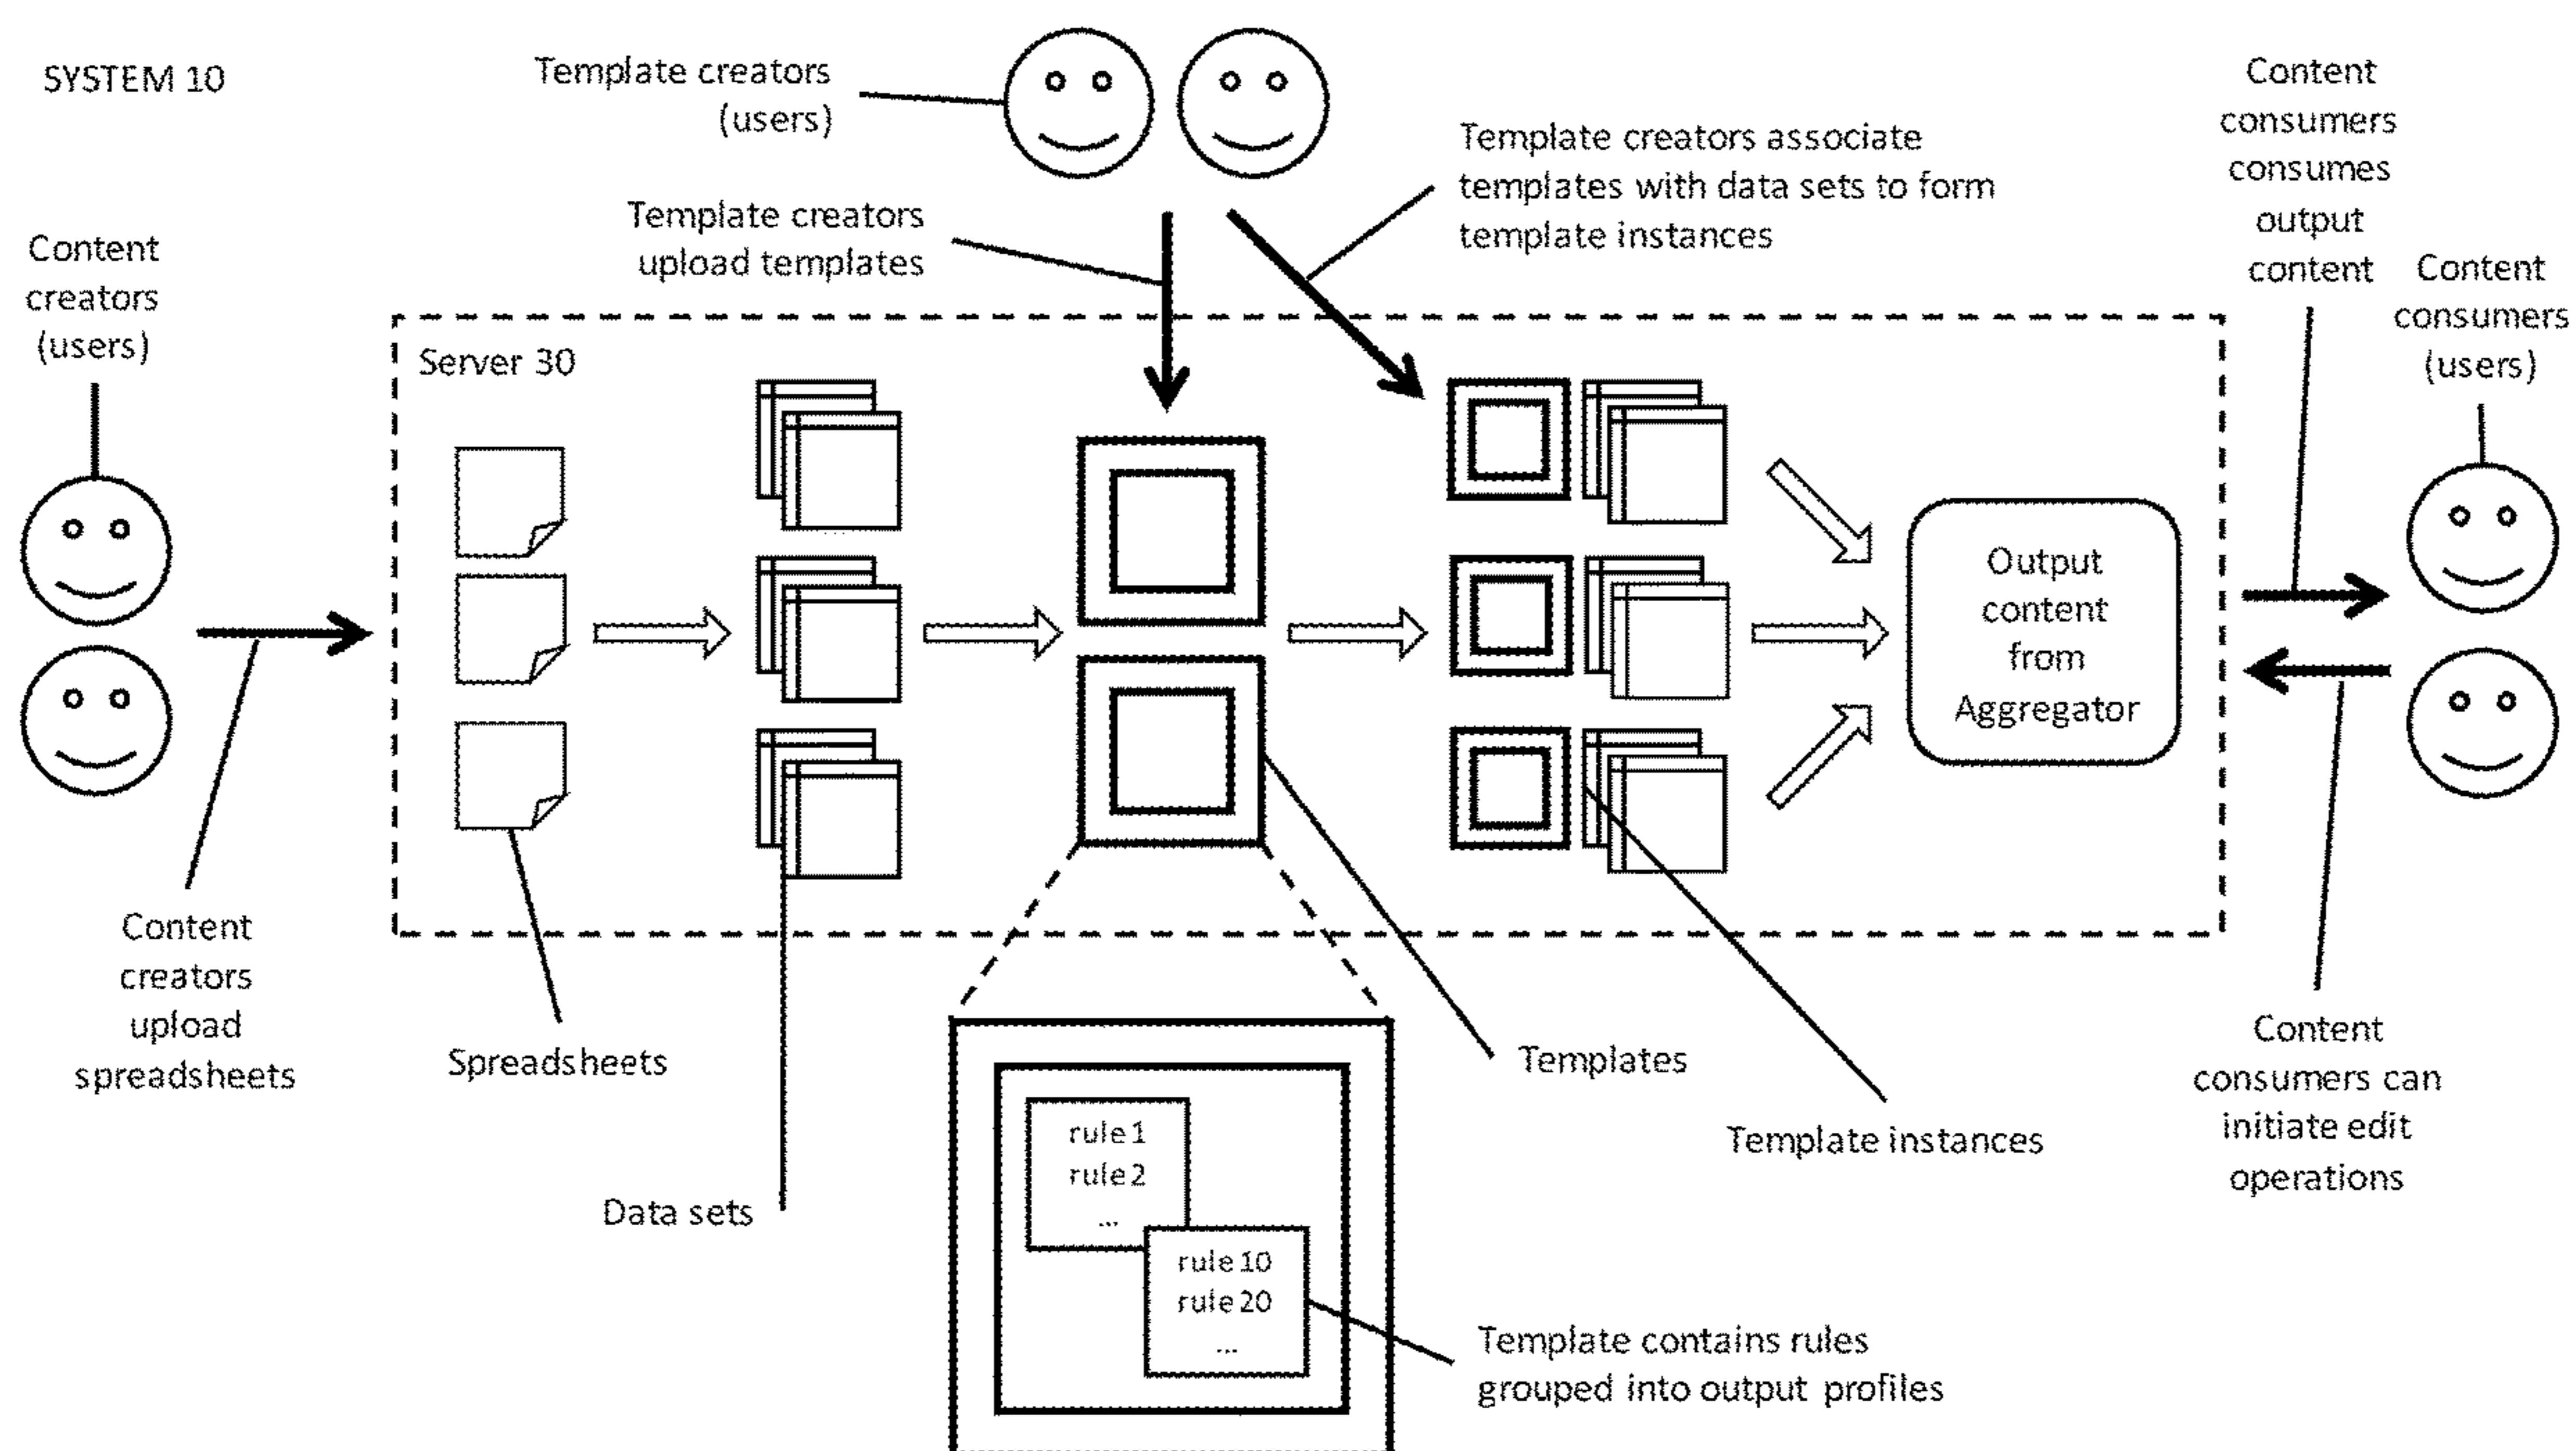 SYSTEM 10
Template creators
(users)
Content
consumers
consumes
output
content
Template creators associate
templates with data sets to form
template instances
Template creators
upload templates
Content
creators
(users)
Content
consumers
(users)
Server 30
Output
content
from
Aggregator
Content
creators
upload
spreadsheets
Spreadsheets
Data sets
Templates
Template instances
Content
consumers can
initiate edit
operations
rule 1
rule 2
...
rule 10
rule 20
...
Template contains rules
grouped into output profiles